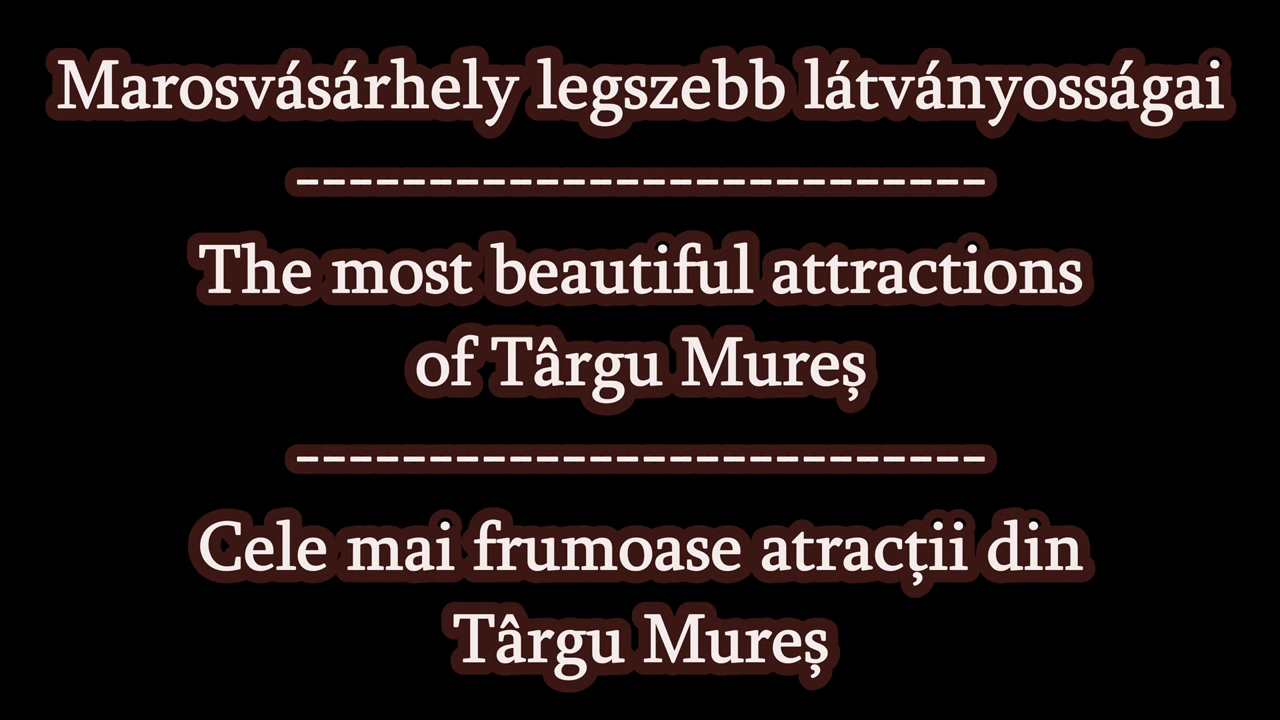 Marosvásárhely legszebb látványosságai
--------------------------
The most beautiful attractions
of Târgu Mureș
--------------------------
Cele mai frumoase atracții din
Târgu Mureș